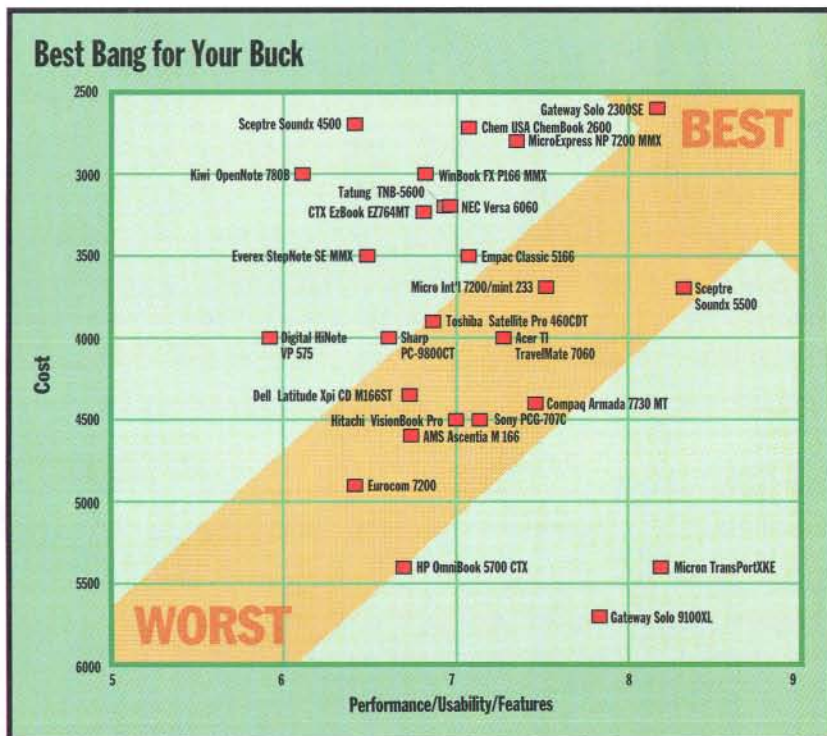 Best Bang for Your Buck
2500
Gateway Solo 2300SE
Sceptre Soundx 4500
Chem USA ChemBook 2600
BEST
MicroExpress NP 7200 MMX
3000
Kiwi OpenNote 780B
WinBook FX P166 MMX
Tatung TNB-5600
CTX EzBook EZ764MT
NEC Versa 6060
3500
Everex StepNote SE MMX
Empac Classic 5166
Micro Int'l 7200/mint 233
Sceptre
Soundx 5500
Toshiba Satellite Pro 460CDT
4000
Digital HiNote
VP 575
Sharp
PC-9800CT
Acer TI
TravelMate 7060
Cost
Dell Latitude Xpi CD M166ST
Compaq Armada 7730 MT
4500
Hitachi VisionBook Pro
Sony PCG-707C
AMS Ascentia M 166
Eurocom 7200
5000
HP OmniBook 5700 CTX
Micron TransPortXKE
5500
WORST
Gateway Solo 9100XL
6000
5
6
7
8
9
Performance/Usability/Features